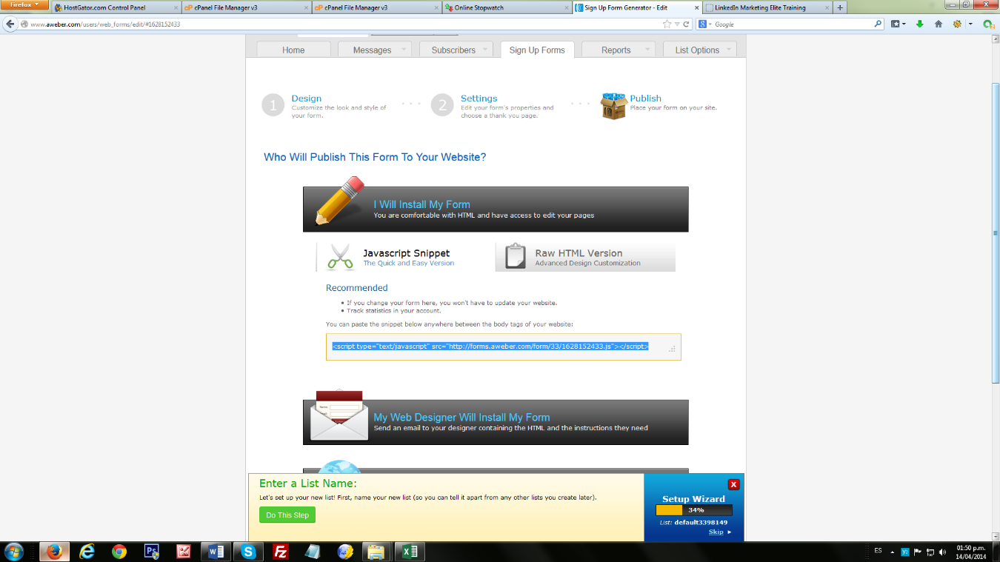 Firefox
HostGator.com Control Panel
cPanel File Manager v3
cPanel File Manager v3
Online Stopwatch
Sign Up Form Generator - Edit
LinkedIn Marketing Elite Training
www.aweber.com/users/web_forms/edit/#1628152433
Google
Home
Messages
Subscribers
Sign Up Forms
Reports
List Options
1
Design
Customize the look and style of
your form.
2
Settings
Edit your form's properties and
choose a thank you page.
Publish
Place your form on your site.
Who Will Publish This Form To Your Website?
I Will Install My Form
You are comfortable with HTML and have access to edit your pages
Javascript Snippet
The Quick and Easy Version
Raw HTML Version
Advanced Design Customization
Recommended
• If you change your form here, you won't have to update your website.
• Track statistics in your account.
You can paste the snippet below anywhere between the body tags of your website:
<script type="text/javascript" src="http://forms.aweber.com/form/33/1628152433.js"></script>
My Web Designer Will Install My Form
Send an email to your designer containing the HTML and the instructions they need
Enter a List Name:
Let's set up your new list! First, name your new list (so you can tell it apart from any other lists you create later).
Do This Step
Setup Wizard
34%
List: default3398149
Skip
ES
01:50 p.m.
14/04/2014